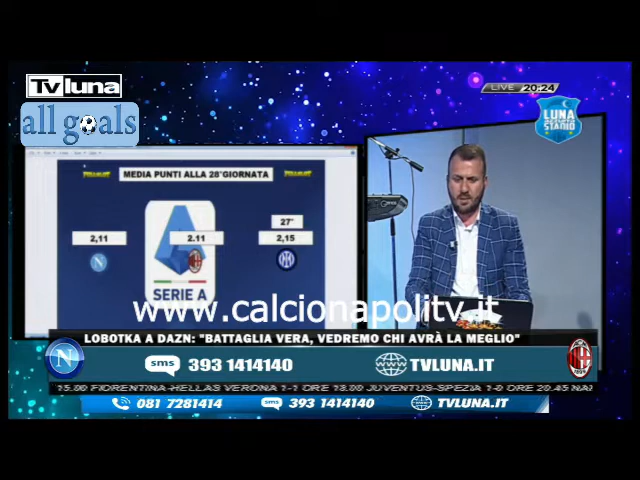 Tv luna
all goals
LIVE 20:24
LUNA
STADIO
MEDIA PUNTI ALLA 28°GIORNATA
27°
2,11
2.11
2,15
SERIE A
www.calcionapolitv.it
LOBOTKA A DAZN: "BATTAGLIA VERA, VEDREMO CHI AVRÀ LA MEGLIO"
N
sms 393 1414140
TVLUNA.IT
15.00 FIORENTINA-HELLAS VERONA 1-1 ORE 18.00 JUVENTUS-SPEZIA 1-0 ORE 20.45 NA
081 7281414
sms 393 1414140
TVLUNA.IT